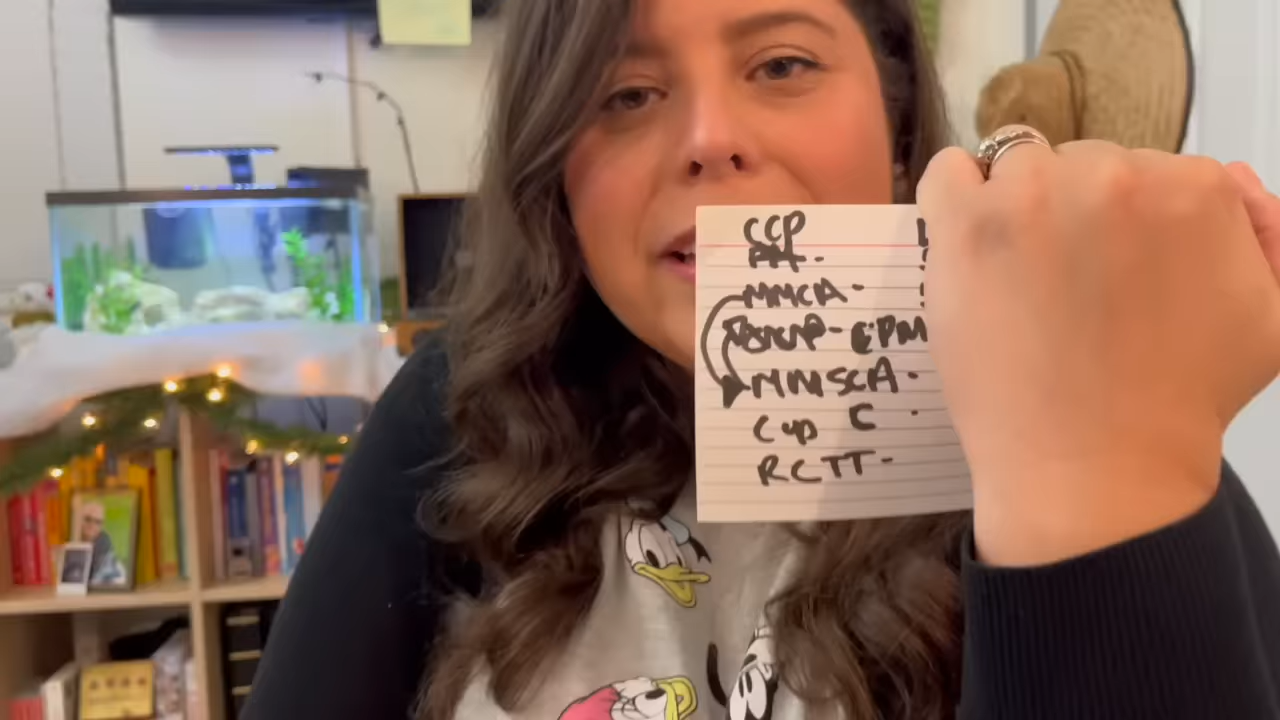 CCP
MMCA-
EPM
MMSCA -
Cup C -
RCTT-